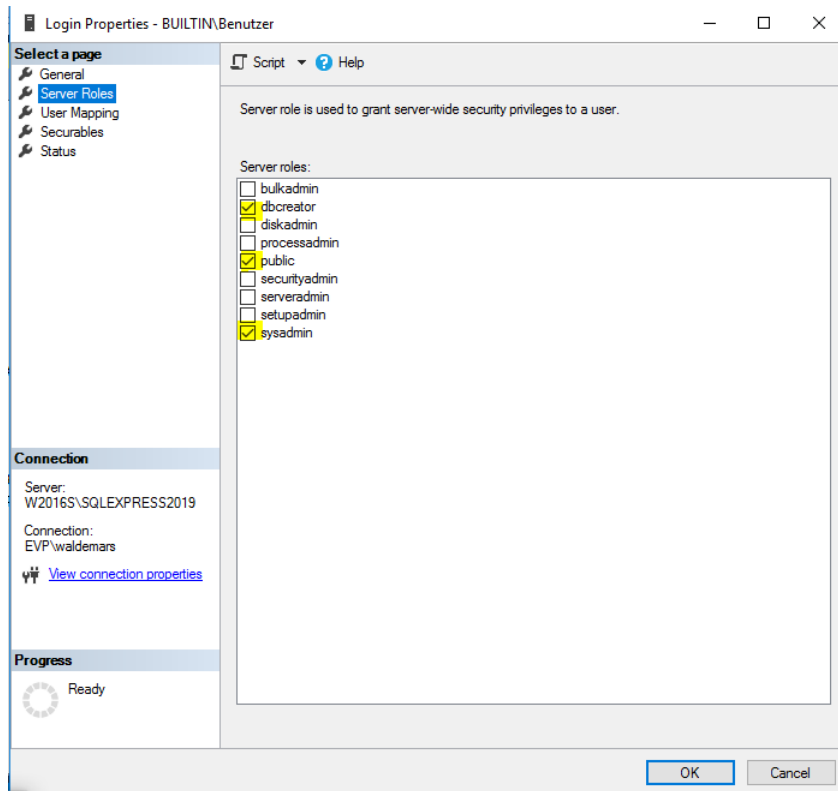 Login Properties - BUILTIN\Benutzer
Select a page
General
Server Roles
User Mapping
Securables
Status
Script
Help
Server role is used to grant server-wide security privileges to a user.
Server roles:
bulkadmin
dbcreator
diskadmin
processadmin
public
securityadmin
serveradmin
setupadmin
sysadmin
Connection
Server:
W2016S\SQLEXPRESS2019
Connection:
EVP\waldemars
View connection properties
Progress
Ready
OK
Cancel